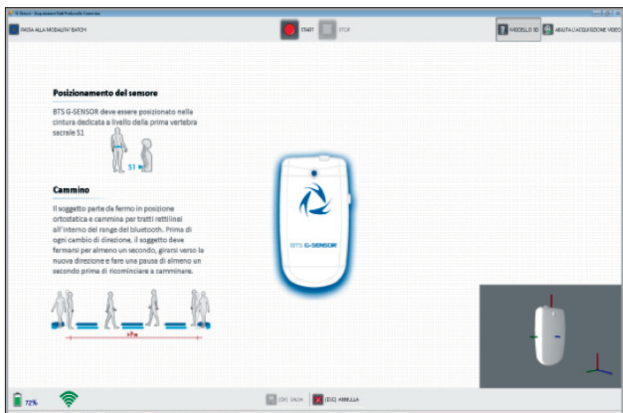 PASSA ALLA MODALITA' BATCH
START
STOP
MODELLO 3D
ABILITA L'ACQUISIZIONE VIDEO
Posizionamento del sensore
BTS G-SENSOR deve essere posizionato nella
cintura dedicata a livello della prima vertebra
sacrale S1
S1
Cammino
Il soggetto parte da fermo in posizione
ortostatica e cammina per tratti rettilinei
all'interno del range del bluetooth. Prima di
ogni cambio di direzione, il soggetto deve
fermarsi per almeno un secondo, girarsi verso la
nuova direzione e fare una pausa di almeno un
secondo prima di ricominciare a camminare.
BTS G-SENSOR
72%
SALVA
[ESC] ANNULLA